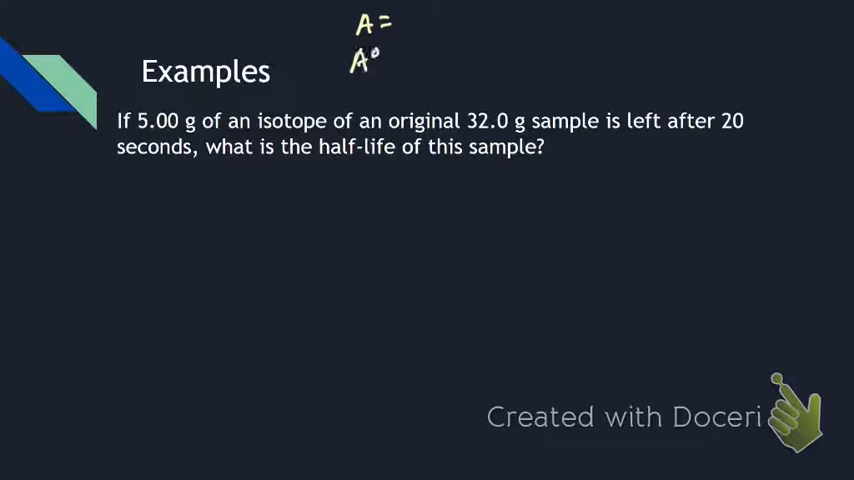 A =
A°
Examples
If 5.00 g of an isotope of an original 32.0 g sample is left after 20
seconds, what is the half-life of this sample?
Created with Doceri